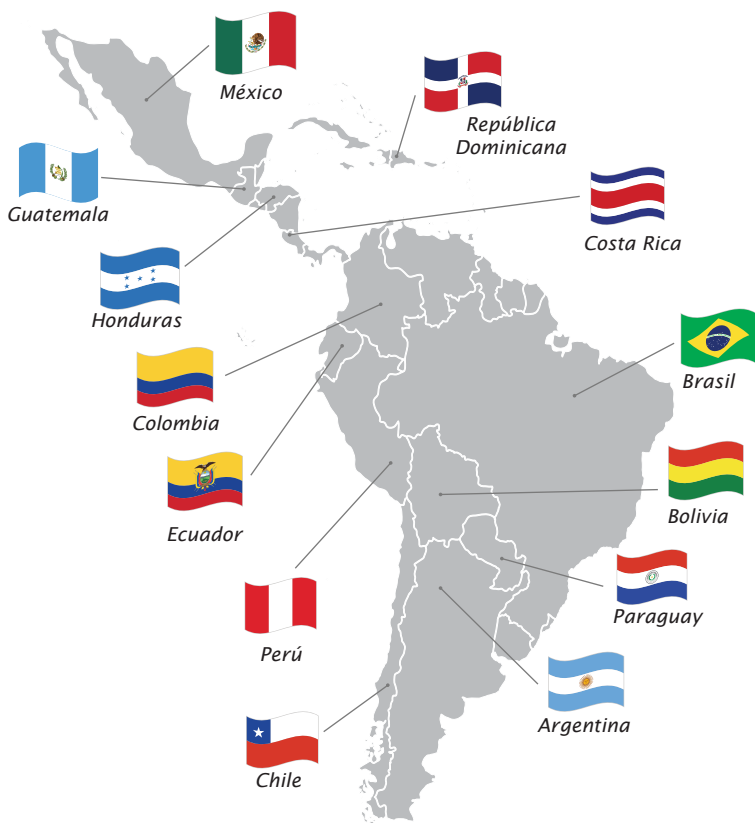 México
República
Dominicana
Guatemala
Costa Rica
Honduras
Brasil
Colombia
Bolivia
Ecuador
Paraguay
Perú
Argentina
Chile